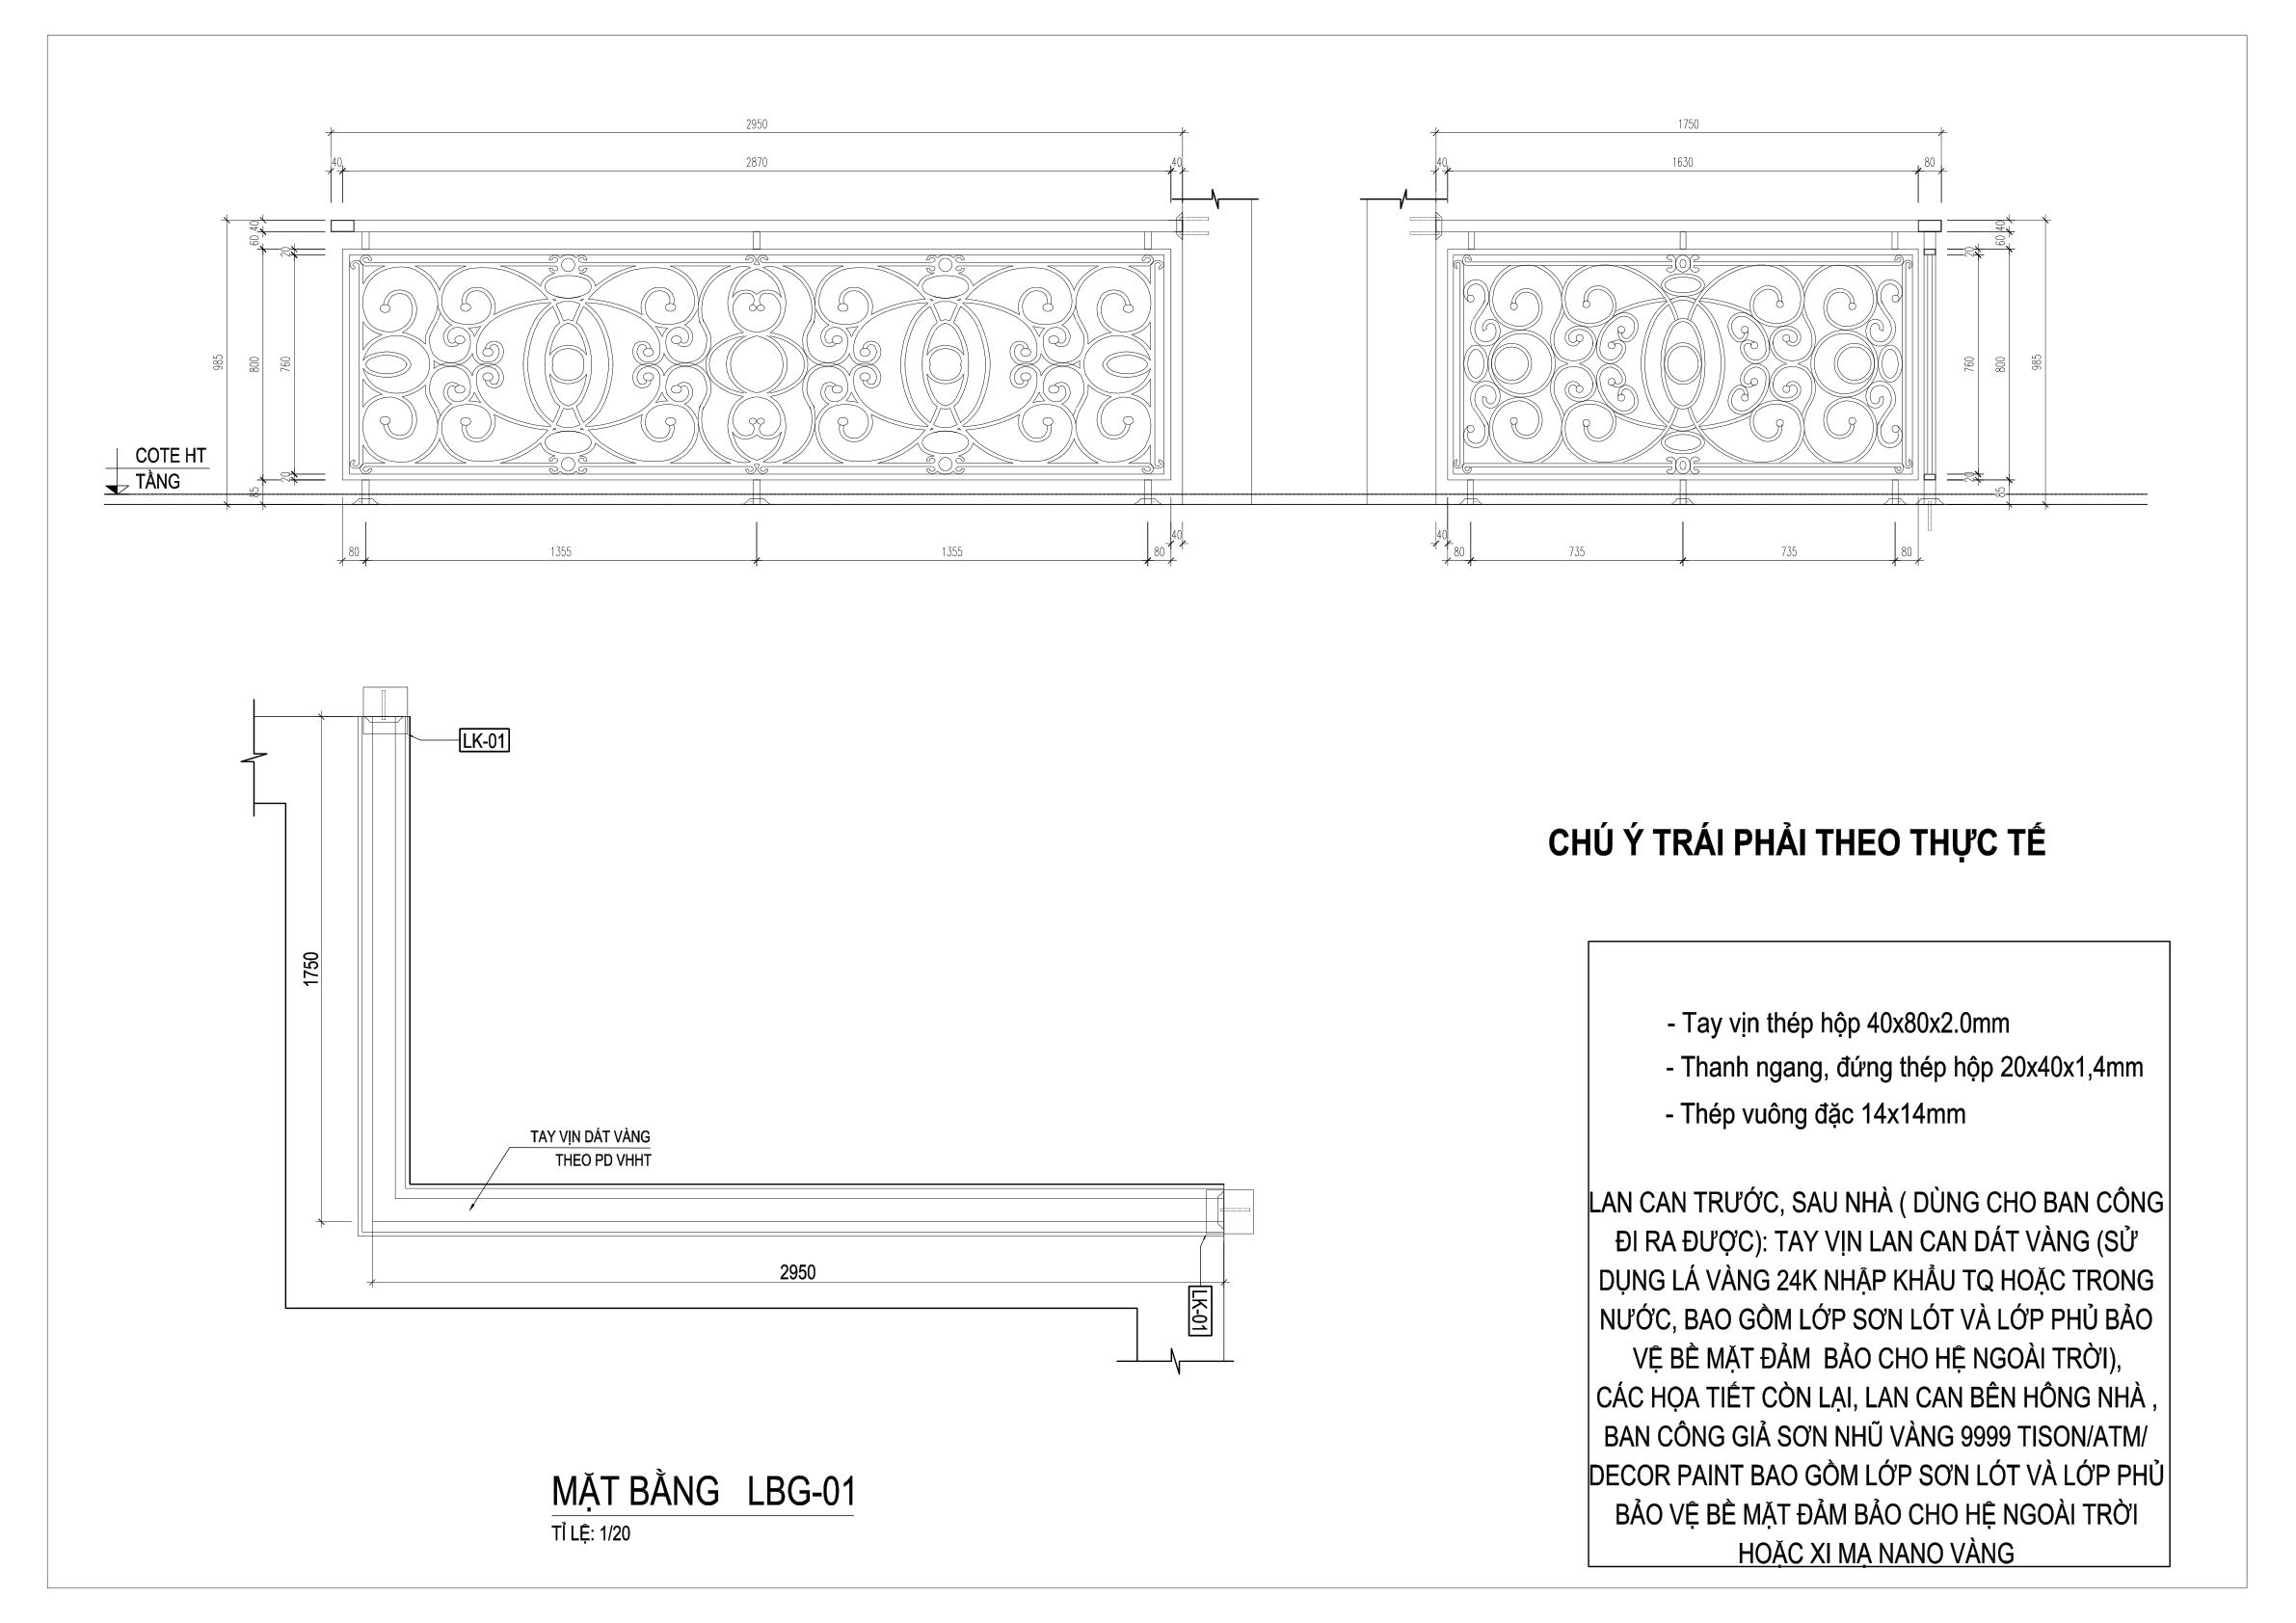 2950
1750
40
2870
40
40
1630
80
985
40
60
20
800
760
20
85
40
60
20
760
800
985
20
85
COTE HT
TẦNG
80
1355
1355
80
40
40
80
735
735
80
LK-01
1750
TAY VỊN DÁT VÀNG
THEO PD VHHT
2950
LK-01
MẶT BẰNG LBG-01
TỈ LỆ: 1/20
CHÚ Ý TRÁI PHẢI THEO THỰC TẾ
- Tay vịn thép hộp 40x80x2.0mm
- Thanh ngang, đứng thép hộp 20x40x1,4mm
- Thép vuông đặc 14x14mm
LAN CAN TRƯỚC, SAU NHÀ ( DÙNG CHO BAN CÔNG
ĐI RA ĐƯỢC): TAY VỊN LAN CAN DÁT VÀNG (SỬ
DỤNG LÁ VÀNG 24K NHẬP KHẨU TQ HOẶC TRONG
NƯỚC, BAO GỒM LỚP SƠN LÓT VÀ LỚP PHỦ BẢO
VỆ BỀ MẶT ĐẢM BẢO CHO HỆ NGOÀI TRỜI),
CÁC HỌA TIẾT CÒN LẠI, LAN CAN BÊN HÔNG NHÀ ,
BAN CÔNG GIẢ SƠN NHŨ VÀNG 9999 TISON/ATM/
DECOR PAINT BAO GỒM LỚP SƠN LÓT VÀ LỚP PHỦ
BẢO VỆ BỀ MẶT ĐẢM BẢO CHO HỆ NGOÀI TRỜI
HOẶC XI MẠ NANO VÀNG